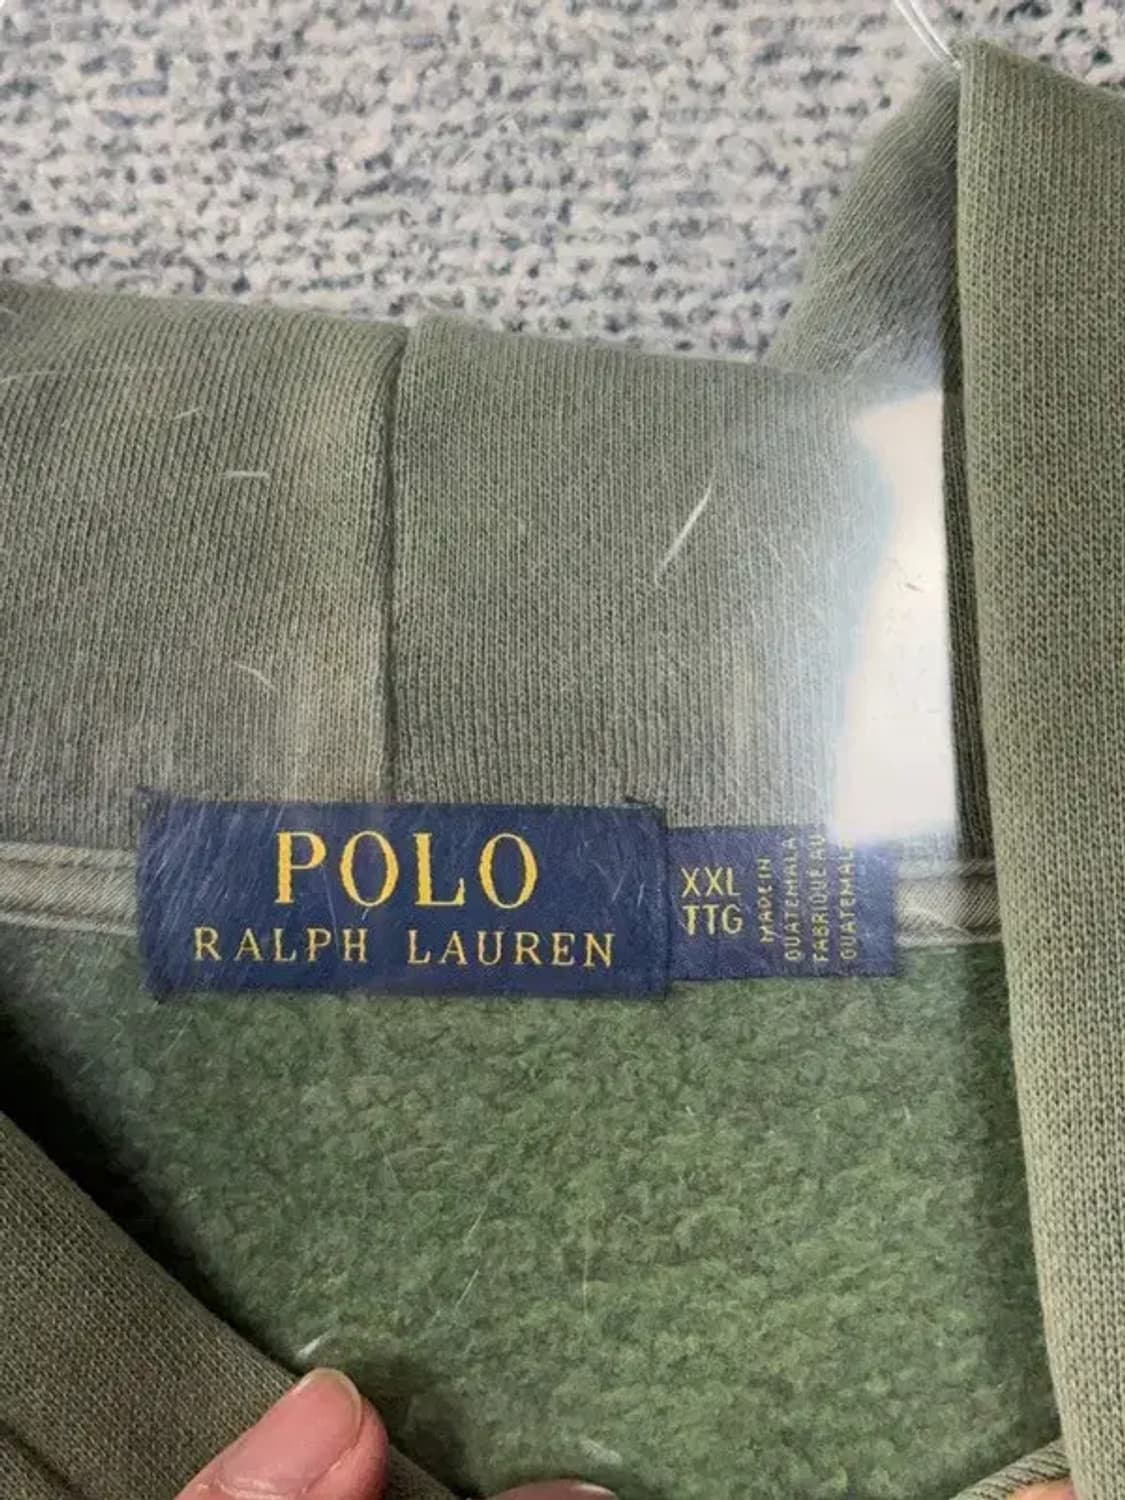 POLO
RALPH LAUREN
XXL
TTG
MADE IN
GUATEMALA
FABRIQUÉ AU
GUATEMALA